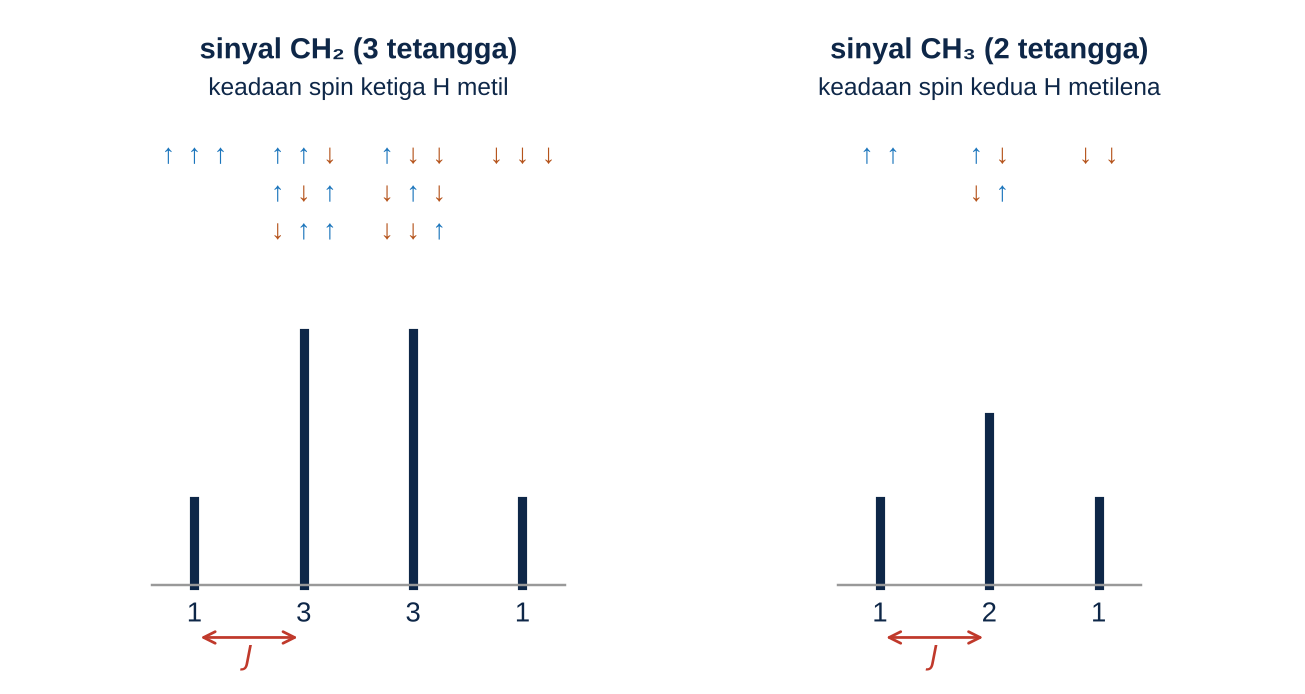 sinyal CH₂ (3 tetangga)
keadaan spin ketiga H metil
↑ ↑ ↑ ↑ ↑ ↓ ↑ ↓ ↓ ↓ ↓ ↓
↑ ↓ ↑ ↓ ↑ ↓
↓ ↑ ↑ ↓ ↓ ↑
1 3 3 1
J
sinyal CH₃ (2 tetangga)
keadaan spin kedua H metilena
↑ ↑ ↑ ↓ ↓ ↓
↓ ↑
1 2 1
J